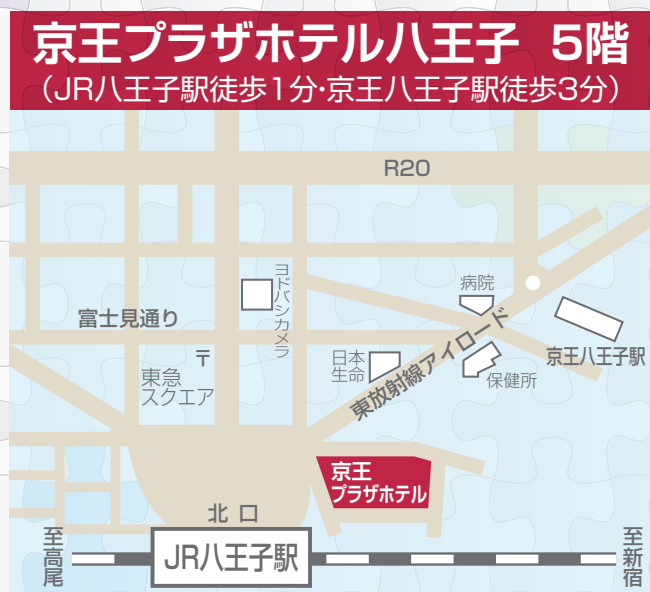 京王プラザホテル八王子 5階
(JR八王子駅徒歩1分・京王八王子駅徒歩3分)
R20
ヨドバシカメラ
病院
富士見通り
〒
東急
スクエア
日本
生命
東放射線アイロード
保健所
京王八王子駅
京王
プラザホテル
北口
至高尾
JR八王子駅
至新宿